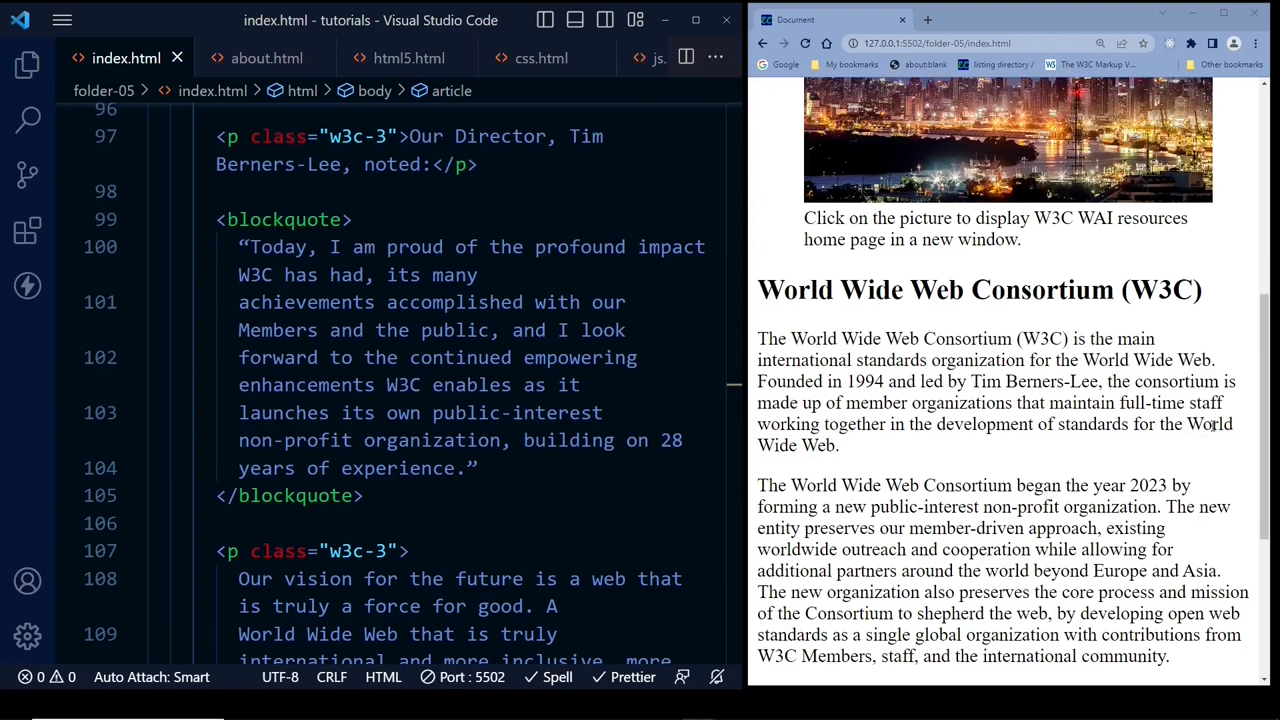 index.html - tutorials - Visual Studio Code
index.html
about.html
html5.html
css.html
js.
folder-05 > index.html > html > body > article
96
97 <p class="w3c-3">Our Director, Tim
Berners-Lee, noted:</p>
98
99 <blockquote>
100 “Today, I am proud of the profound impact
W3C has had, its many
101 achievements accomplished with our
Members and the public, and I look
102 forward to the continued empowering
enhancements W3C enables as it
103 launches its own public-interest
non-profit organization, building on 28
104 years of experience.”
105 </blockquote>
106
107 <p class="w3c-3">
108 Our vision for the future is a web that
is truly a force for good. A
109 World Wide Web that is truly
international and more inclusive, more
0 0 Auto Attach: Smart UTF-8 CRLF HTML Port : 5502 Spell Prettier
Document
127.0.0.1:5502/folder-05/index.html
Google My bookmarks about:blank listing directory / The W3C Markup V... Other bookmarks
Click on the picture to display W3C WAI resources
home page in a new window.
World Wide Web Consortium (W3C)
The World Wide Web Consortium (W3C) is the main
international standards organization for the World Wide Web.
Founded in 1994 and led by Tim Berners-Lee, the consortium is
made up of member organizations that maintain full-time staff
working together in the development of standards for the World
Wide Web.
The World Wide Web Consortium began the year 2023 by
forming a new public-interest non-profit organization. The new
entity preserves our member-driven approach, existing
worldwide outreach and cooperation while allowing for
additional partners around the world beyond Europe and Asia.
The new organization also preserves the core process and mission
of the Consortium to shepherd the web, by developing open web
standards as a single global organization with contributions from
W3C Members, staff, and the international community.